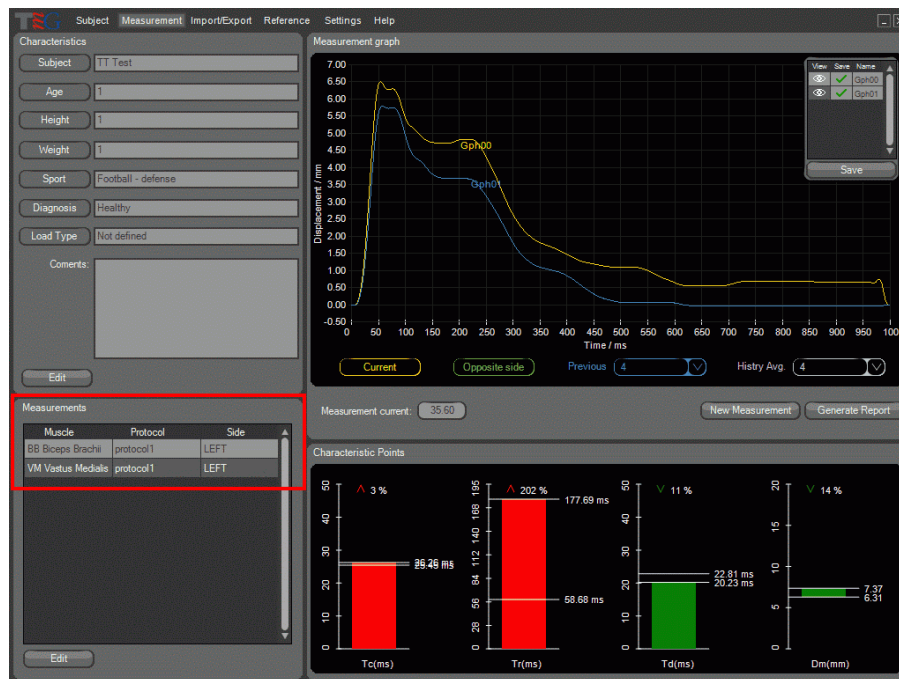 TEG Subject Measurement Import/Export Reference Settings Help
Characteristics
Subject TT Test
Age 1
Height 1
Weight 1
Sport Football - defense
Diagnosis Healthy
Load Type Not defined
Coments:
Edit
Measurements
Muscle Protocol Side
BB Biceps Brachii protocol1 LEFT
VM Vastus Medialis protocol1 LEFT
Edit
Measurement graph
Displacement / mm
7.00
6.50
6.00
5.50
5.00
4.50
4.00
3.50
3.00
2.50
2.00
1.50
1.00
0.50
0.00
-0.50
Gph00
Gph01
0 50 100 150 200 250 300 350 400 450 500 550 600 650 700 750 800 850 900 950 100
Time / ms
View Save Name
Gph00
Gph01
Save
Current Opposite side Previous 4 Histry Avg. 4
Measurement current: 35.60 New Measurement Generate Report
Characteristic Points
50 40 30 20 10 0
3 %
Tc(ms)
195 168 140 112 84 56 28 0
202 %
177.69 ms
58.68 ms
Tr(ms)
50 40 30 20 10 0
11 %
22.81 ms
20.23 ms
Td(ms)
20 15 10 5 0
14 %
7.37
6.31
Dm(mm)